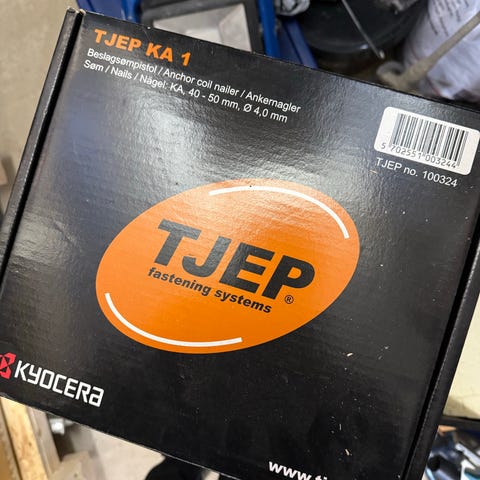 TJEP KA 1
Beslagsømpistol / Anchor coil nailer / Ankernagler
Søm / Nails / Nägel: KA, 40 - 50 mm, Ø 4,0 mm
5 702551 003244
TJEP no. 100324
TJEP
fastening systems
®
KYOCERA